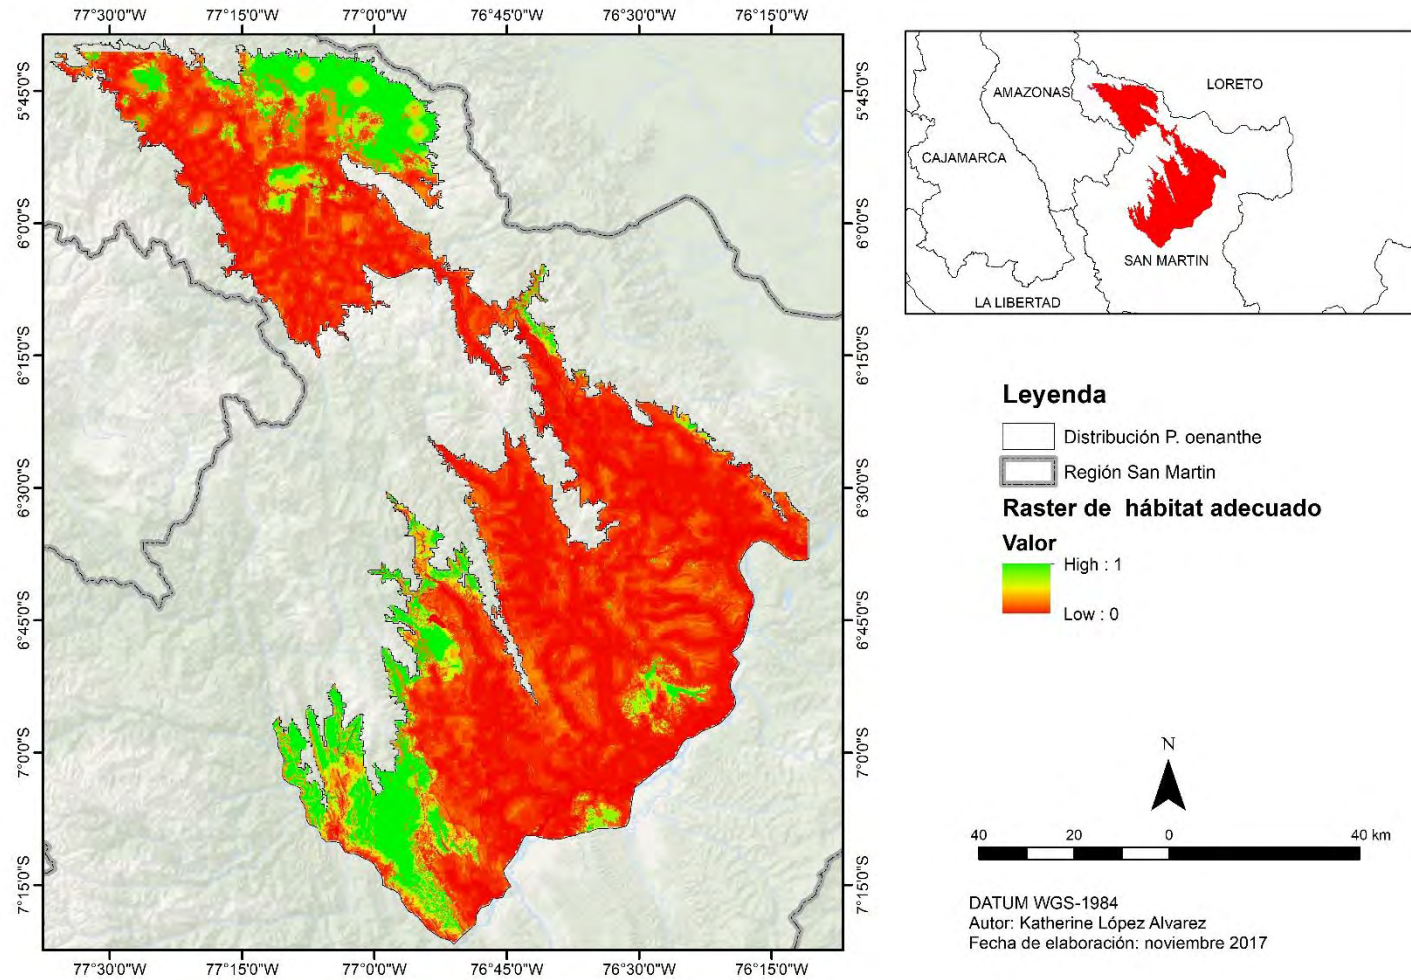 77°30'0"W 77°15'0"W 77°0'0"W 76°45'0"W 76°30'0"W 76°15'0"W
5°45'0"S
6°0'0"S
6°15'0"S
6°30'0"S
6°45'0"S
7°0'0"S
7°15'0"S
5°45'0"S
6°0'0"S
6°15'0"S
6°30'0"S
6°45'0"S
7°0'0"S
7°15'0"S
77°30'0"W 77°15'0"W 77°0'0"W 76°45'0"W 76°30'0"W 76°15'0"W
LORETO
AMAZONAS
CAJAMARCA
SAN MARTIN
LA LIBERTAD
Leyenda
Distribución P. oenanthe
Región San Martin
Raster de hábitat adecuado
Valor
High : 1
Low : 0
N
40 20 0 40 km
DATUM WGS-1984
Autor: Katherine López Alvarez
Fecha de elaboración: noviembre 2017